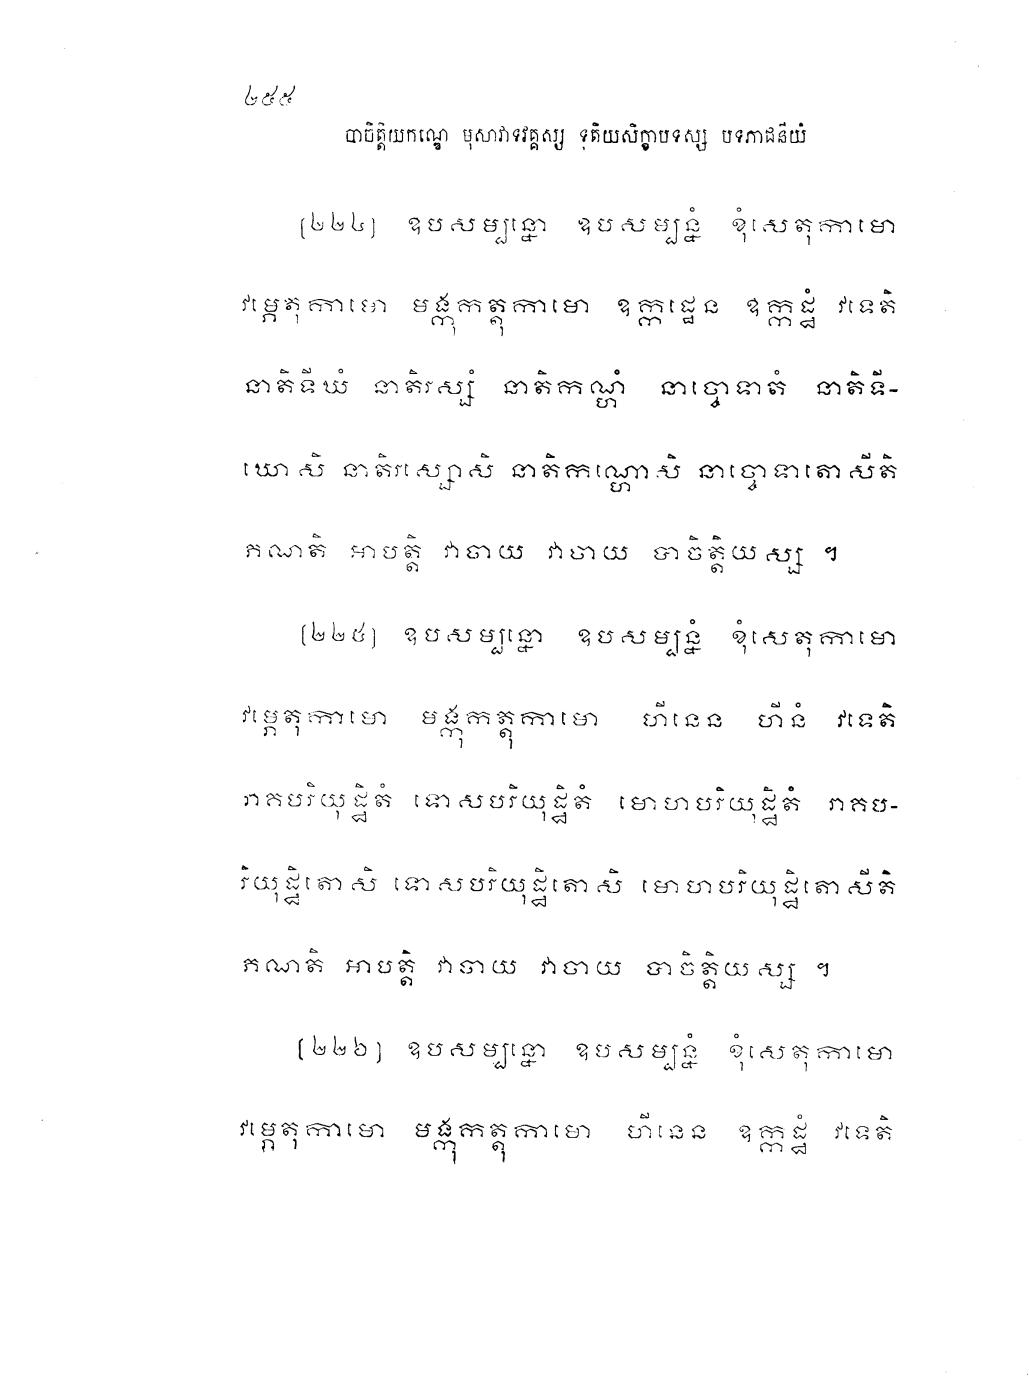 ២៥៥
បាចិត្តិយកណ្ឌេ មុសាវាទវគ្គស្ស ទុតិយសិក្ខាបទស្ស បទភាជនីយំ
(២២៤) ឧបសម្បន្នោ ឧបសម្បន្នំ ខុំសេតុកាមោ
វម្ភេតុកាមោ មង្កុកត្តុកាមោ ឧក្កដ្ឋេន ឧក្កដ្ឋំ វទេតិ
នាតិទីឃំ នាតិរស្សំ នាតិកណ្ហំ នាច្ចោទាតំ នាតិទី-
ឃោសិ នាតិរស្សោសិ នាតិកណ្ហោសិ នាច្ចោទាតោសីតិ
ភណតិ អាបត្តិ វាចាយ វាចាយ បាចិត្តិយស្ស ។
(២២៥) ឧបសម្បន្នោ ឧបសម្បន្នំ ខុំសេតុកាមោ
វម្ភេតុកាមោ មង្កុកត្តុកាមោ ហីនេន ហីនំ វទេតិ
រាគបរិយុដ្ឋិតំ ទោសបរិយុដ្ឋិតំ មោហបរិយុដ្ឋិតំ រាគប-
រិយុដ្ឋិតោសិ ទោសបរិយុដ្ឋិតោសិ មោហបរិយុដ្ឋិតោសីតិ
ភណតិ អាបត្តិ វាចាយ វាចាយ បាចិត្តិយស្ស ។
(២២៦) ឧបសម្បន្នោ ឧបសម្បន្នំ ខុំសេតុកាមោ
វម្ភេតុកាមោ មង្កុកត្តុកាមោ ហីនេន ឧក្កដ្ឋំ វទេតិ